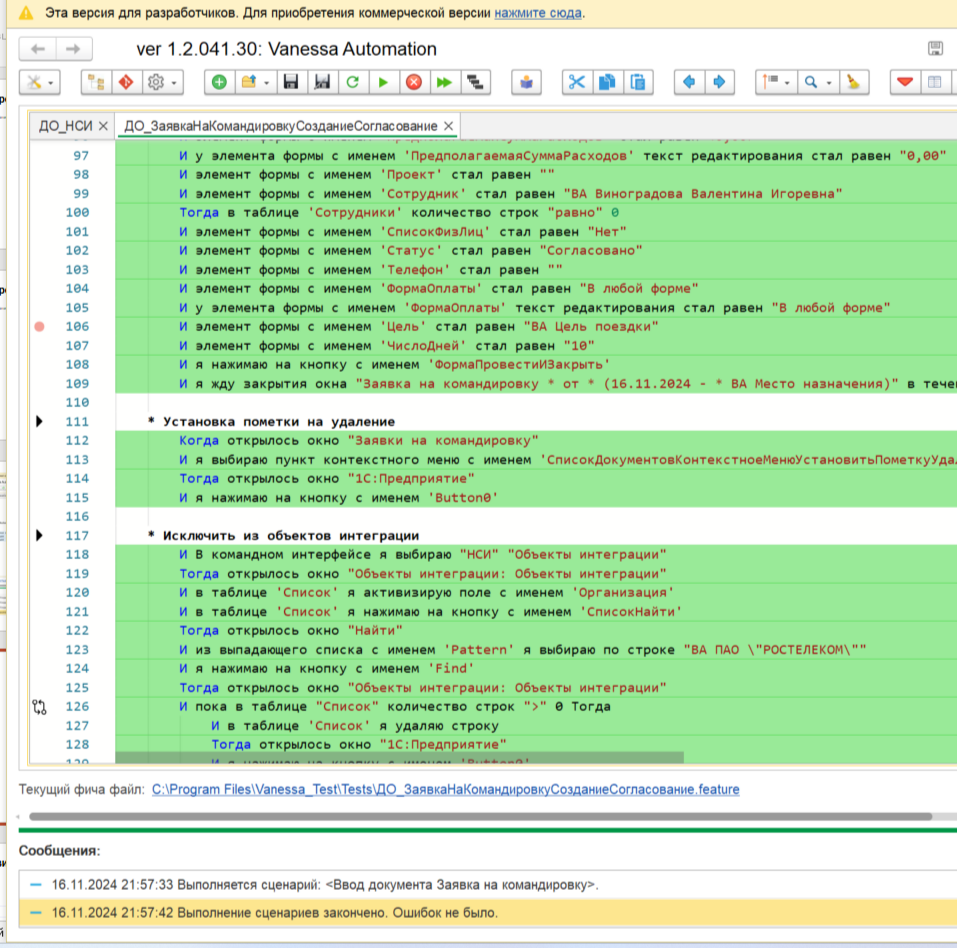 Эта версия для разработчиков. Для приобретения коммерческой версии нажмите сюда.
ver 1.2.041.30: Vanessa Automation
ДО_НСИ × ДО_ЗаявкаНаКомандировкуСозданиеСогласование ×
97 И у элемента формы с именем 'ПредполагаемаяСуммаРасходов' текст редактирования стал равен "0,00"
98 И элемент формы с именем 'Проект' стал равен ""
99 И элемент формы с именем 'Сотрудник' стал равен "ВА Виноградова Валентина Игоревна"
100 Тогда в таблице 'Сотрудники' количество строк "равно" 0
101 И элемент формы с именем 'СписокФизЛиц' стал равен "Нет"
102 И элемент формы с именем 'Статус' стал равен "Согласовано"
103 И элемент формы с именем 'Телефон' стал равен ""
104 И элемент формы с именем 'ФормаОплаты' стал равен "В любой форме"
105 И у элемента формы с именем 'ФормаОплаты' текст редактирования стал равен "В любой форме"
106 И элемент формы с именем 'Цель' стал равен "ВА Цель поездки"
107 И элемент формы с именем 'ЧислоДней' стал равен "10"
108 И я нажимаю на кнопку с именем 'ФормаПровестиИЗакрыть'
109 И я жду закрытия окна "Заявка на командировку * от * (16.11.2024 - * ВА Место назначения)" в тече
110
111 * Установка пометки на удаление
112 Когда открылось окно "Заявки на командировку"
113 И я выбираю пункт контекстного меню с именем 'СписокДокументовКонтекстноеМенюУстановитьПометкуУда
114 Тогда открылось окно "1С:Предприятие"
115 И я нажимаю на кнопку с именем 'Button0'
116
117 * Исключить из объектов интеграции
118 И В командном интерфейсе я выбираю "НСИ" "Объекты интеграции"
119 Тогда открылось окно "Объекты интеграции: Объекты интеграции"
120 И в таблице 'Список' я активизирую поле с именем 'Организация'
121 И в таблице 'Список' я нажимаю на кнопку с именем 'СписокНайти'
122 Тогда открылось окно "Найти"
123 И из выпадающего списка с именем 'Pattern' я выбираю по строке "ВА ПАО \"РОСТЕЛЕКОМ\""
124 И я нажимаю на кнопку с именем 'Find'
125 Тогда открылось окно "Объекты интеграции: Объекты интеграции"
126 И пока в таблице "Список" количество строк ">" 0 Тогда
127 И в таблице 'Список' я удаляю строку
128 Тогда открылось окно "1С:Предприятие"
Текущий фича файл: C:\Program Files\Vanessa_Test\Tests\ДО_ЗаявкаНаКомандировкуСозданиеСогласование.feature
Сообщения:
16.11.2024 21:57:33 Выполняется сценарий: <Ввод документа Заявка на командировку>.
16.11.2024 21:57:42 Выполнение сценариев закончено. Ошибок не было.